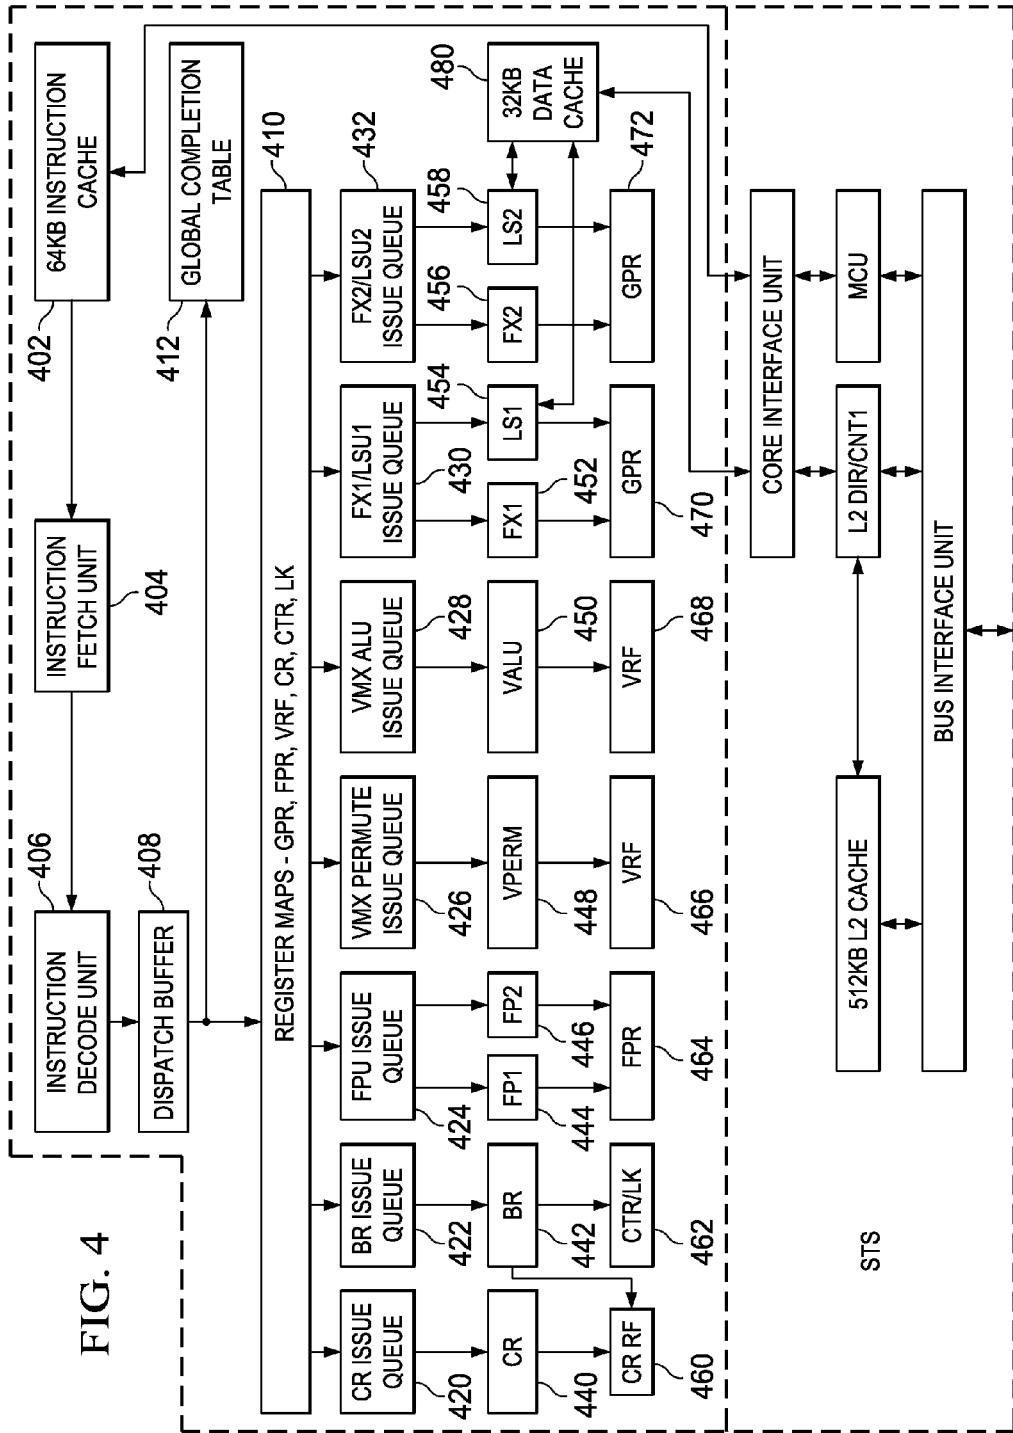 FIG. 4
INSTRUCTION
DECODE UNIT
406
DISPATCH BUFFER
408
INSTRUCTION
FETCH UNIT
404
64KB INSTRUCTION
CACHE
402
GLOBAL COMPLETION
TABLE
412
REGISTER MAPS - GPR, FPR, VRF, CR, CTR, LK
410
CR ISSUE
QUEUE
420
BR ISSUE
QUEUE
422
FPU ISSUE
QUEUE
424
VMX PERMUTE
ISSUE QUEUE
426
VMX ALU
ISSUE QUEUE
428
FX1/LSU1
ISSUE QUEUE
430
FX2/LSU2
ISSUE QUEUE
432
CR
440
BR
442
FP1
444
FP2
446
VPERM
448
VALU
450
FX1
452
LS1
454
FX2
456
LS2
458
32KB
DATA
CACHE
480
CR RF
460
CTR/LK
462
FPR
464
VRF
466
VRF
468
GPR
470
GPR
472
STS
CORE INTERFACE UNIT
512KB L2 CACHE
L2 DIR/CNT1
MCU
BUS INTERFACE UNIT